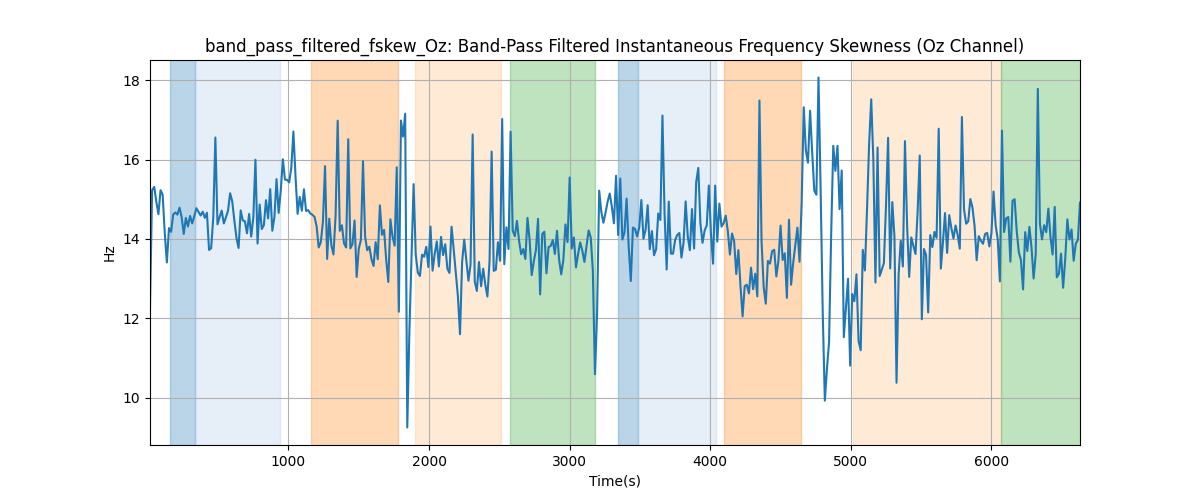 band_pass_filtered_fskew_Oz: Band-Pass Filtered Instantaneous Frequency Skewness (Oz Channel)
18
16
14
12
10
Hz
1000 2000 3000 4000 5000 6000
Time(s)